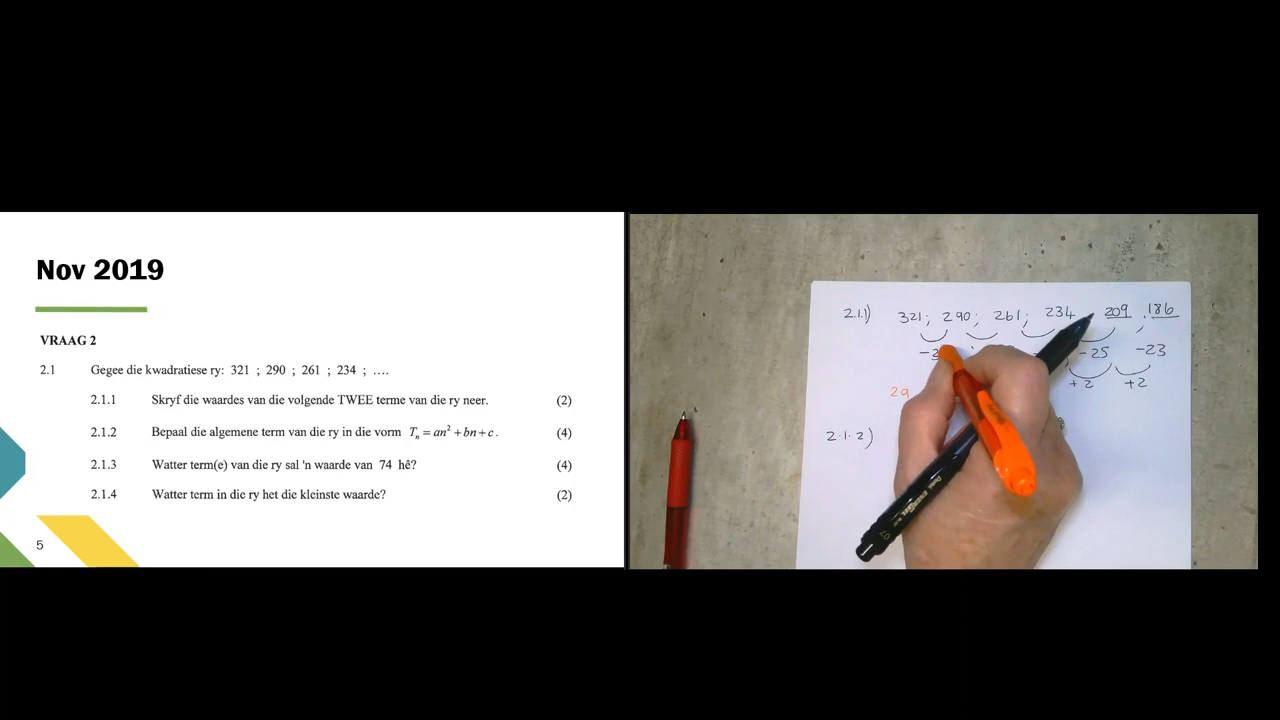 Nov 2019
VRAAG 2
2.1 Gegee die kwadratiese ry: 321 ; 290 ; 261 ; 234 ; ....
2.1.1 Skryf die waardes van die volgende TWEE terme van die ry neer. (2)
2.1.2 Bepaal die algemene term van die ry in die vorm Tₙ = an² + bn + c . (4)
2.1.3 Watter term(e) van die ry sal 'n waarde van 74 hê? (4)
2.1.4 Watter term in die ry het die kleinste waarde? (2)
5
2.1.1) 321; 290; 261; 234 209 186
-25 -23
+2 +2
2a
2.1.2)